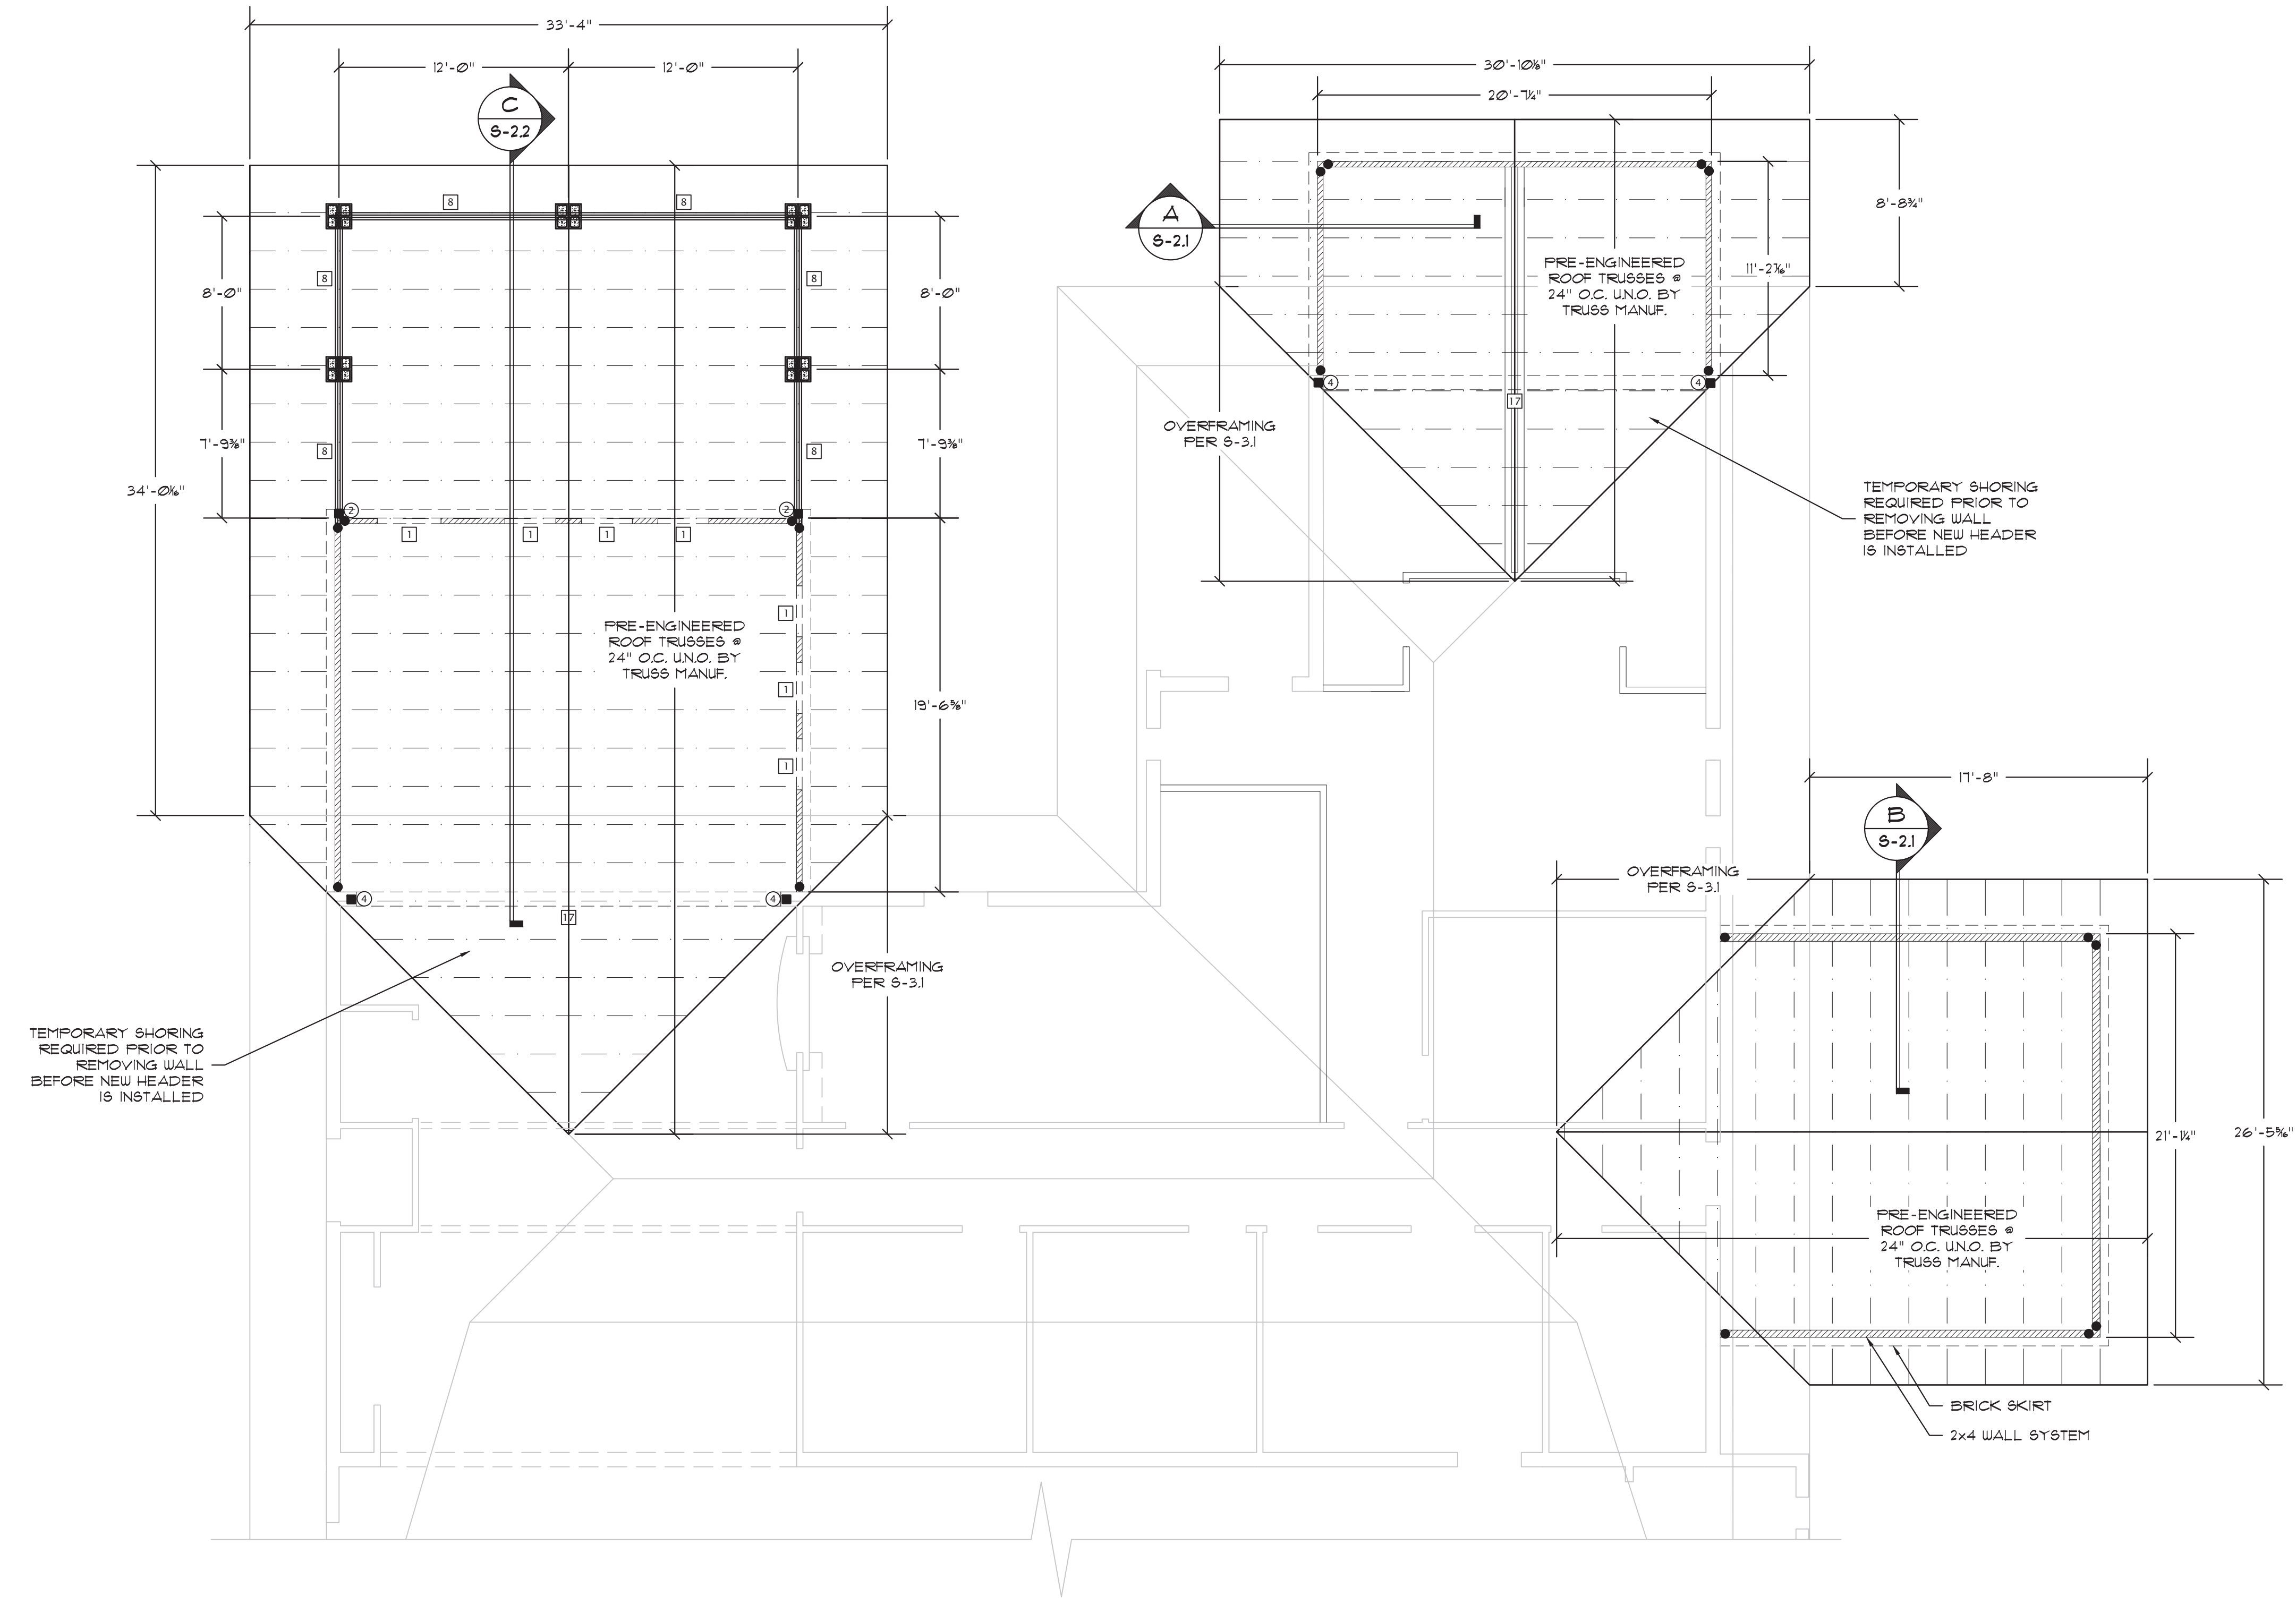 33'-4"
12'-0"
12'-0"
C
S-2.2
8
8
8
8
8'-0"
8'-0"
8
8
7'-9⅜"
7'-9⅜"
34'-0⅟₁₆"
2
2
1
1
1
1
1
1
1
PRE-ENGINEERED
ROOF TRUSSES @
24" O.C. U.N.O. BY
TRUSS MANUF.
19'-6⅜"
4
4
17
OVERFRAMING
PER S-3.1
TEMPORARY SHORING
REQUIRED PRIOR TO
REMOVING WALL
BEFORE NEW HEADER
IS INSTALLED
30'-10⅛"
20'-7¼"
A
S-2.1
8'-8¾"
11'-2⁷⁄₁₆"
PRE-ENGINEERED
ROOF TRUSSES @
24" O.C. U.N.O. BY
TRUSS MANUF.
4
4
17
OVERFRAMING
PER S-3.1
TEMPORARY SHORING
REQUIRED PRIOR TO
REMOVING WALL
BEFORE NEW HEADER
IS INSTALLED
17'-8"
B
S-2.1
OVERFRAMING
PER S-3.1
21'-¼"
26'-5⁵⁄₁₆"
PRE-ENGINEERED
ROOF TRUSSES @
24" O.C. U.N.O. BY
TRUSS MANUF.
BRICK SKIRT
2x4 WALL SYSTEM